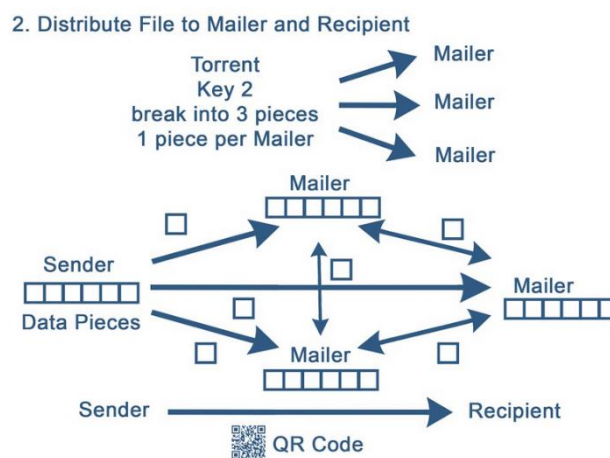 2. Distribute File to Mailer and Recipient
Torrent
Key 2
break into 3 pieces
1 piece per Mailer
Mailer
Mailer
Mailer
Mailer
Sender
Data Pieces
Mailer
Mailer
Sender
Recipient
QR Code